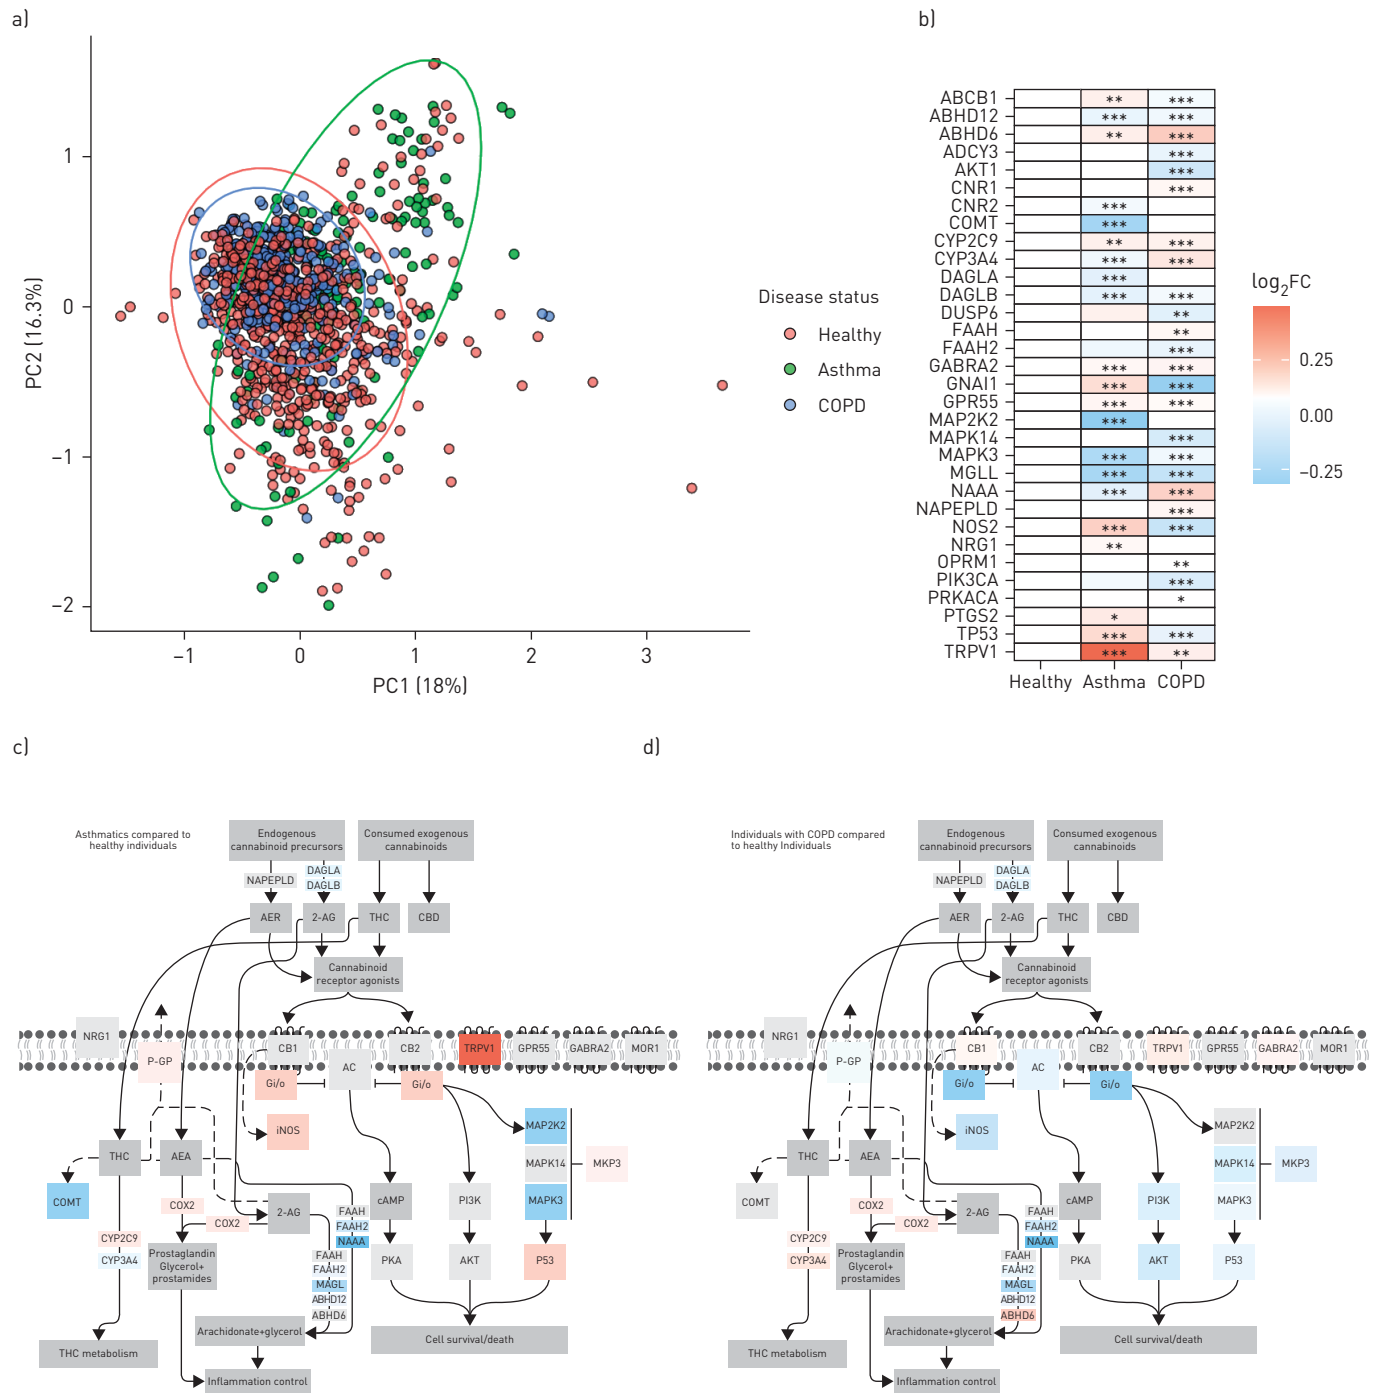 a)
1
0
−1
−2
PC2 (16.3%)
−1
0
1
2
3
PC1 (18%)
Disease status
Healthy
Asthma
COPD
b)
ABCB1 ** ***
ABHD12 *** ***
ABHD6 ** ***
ADCY3 ***
AKT1 ***
CNR1 ***
CNR2 ***
COMT ***
CYP2C9 ** ***
CYP3A4 *** ***
DAGLA ***
DAGLB *** ***
DUSP6 **
FAAH **
FAAH2 ***
GABRA2 *** ***
GNAI1 *** ***
GPR55 *** ***
MAP2K2 ***
MAPK14 ***
MAPK3 *** ***
MGLL *** ***
NAAA *** ***
NAPEPLD ***
NOS2 *** ***
NRG1 **
OPRM1 **
PIK3CA ***
PRKACA *
PTGS2 *
TP53 *** ***
TRPV1 *** **
Healthy Asthma COPD
log2FC
0.25
0.00
−0.25
c)
Asthmatics compared to
healthy individuals
Endogenous
cannabinoid precursors
Consumed exogenous
cannabinoids
NAPEPLD
DAGLA
DAGLB
AER
2-AG
THC
CBD
Cannabinoid
receptor agonists
NRG1
P-GP
CB1
AC
CB2
TRPV1
GPR55
GABRA2
MOR1
Gi/o
Gi/o
iNOS
MAP2K2
MAPK14
MAPK3
MKP3
THC
AEA
COMT
COX2
COX2
2-AG
FAAH
FAAH2
NAAA
cAMP
PI3K
CYP2C9
CYP3A4
Prostaglandin
Glycerol+
prostamides
FAAH
FAAH2
MAGL
ABHD12
ABHD6
PKA
AKT
P53
Arachidonate+glycerol
Cell survival/death
THC metabolism
Inflammation control
d)
Individuals with COPD compared
to healthy Individuals
Endogenous
cannabinoid precursors
Consumed exogenous
cannabinoids
NAPEPLD
DAGLA
DAGLB
AER
2-AG
THC
CBD
Cannabinoid
receptor agonists
NRG1
P-GP
CB1
AC
CB2
TRPV1
GPR55
GABRA2
MOR1
Gi/o
Gi/o
iNOS
MAP2K2
MAPK14
MAPK3
MKP3
THC
AEA
COMT
COX2
COX2
2-AG
FAAH
FAAH2
NAAA
cAMP
PI3K
CYP2C9
CYP3A4
Prostaglandin
Glycerol+
prostamides
FAAH
FAAH2
MAGL
ABHD12
ABHD6
PKA
AKT
P53
Arachidonate+glycerol
Cell survival/death
THC metabolism
Inflammation control